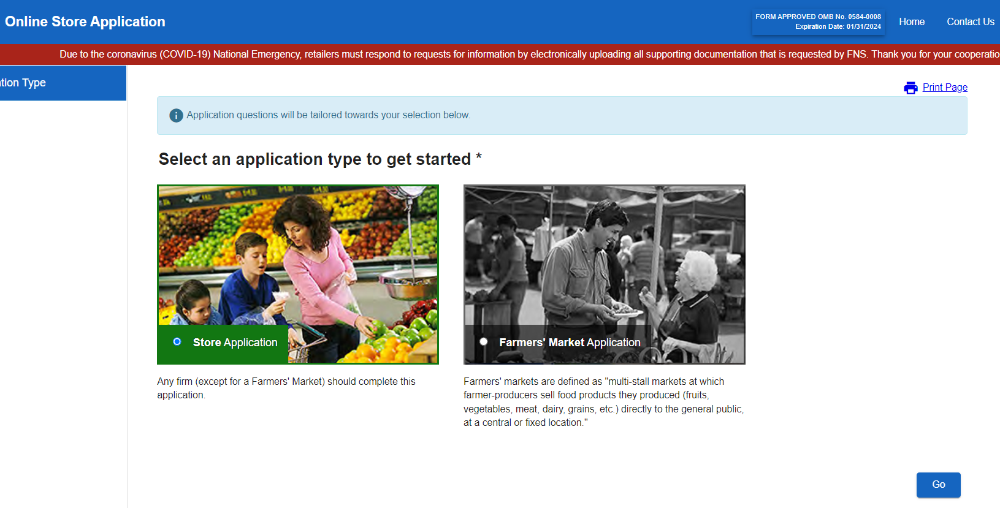 Online Store Application
FORM APPROVED OMB No. 0584-0008
Expiration Date: 01/31/2024
Home
Contact Us
Due to the coronavirus (COVID-19) National Emergency, retailers must respond to requests for information by electronically uploading all supporting documentation that is requested by FNS. Thank you for your cooperatio
tion Type
Print Page
Application questions will be tailored towards your selection below.
Select an application type to get started *
Store Application
Farmers' Market Application
Any firm (except for a Farmers' Market) should complete this
application.
Farmers' markets are defined as "multi-stall markets at which
farmer-producers sell food products they produced (fruits,
vegetables, meat, dairy, grains, etc.) directly to the general public,
at a central or fixed location."
Go